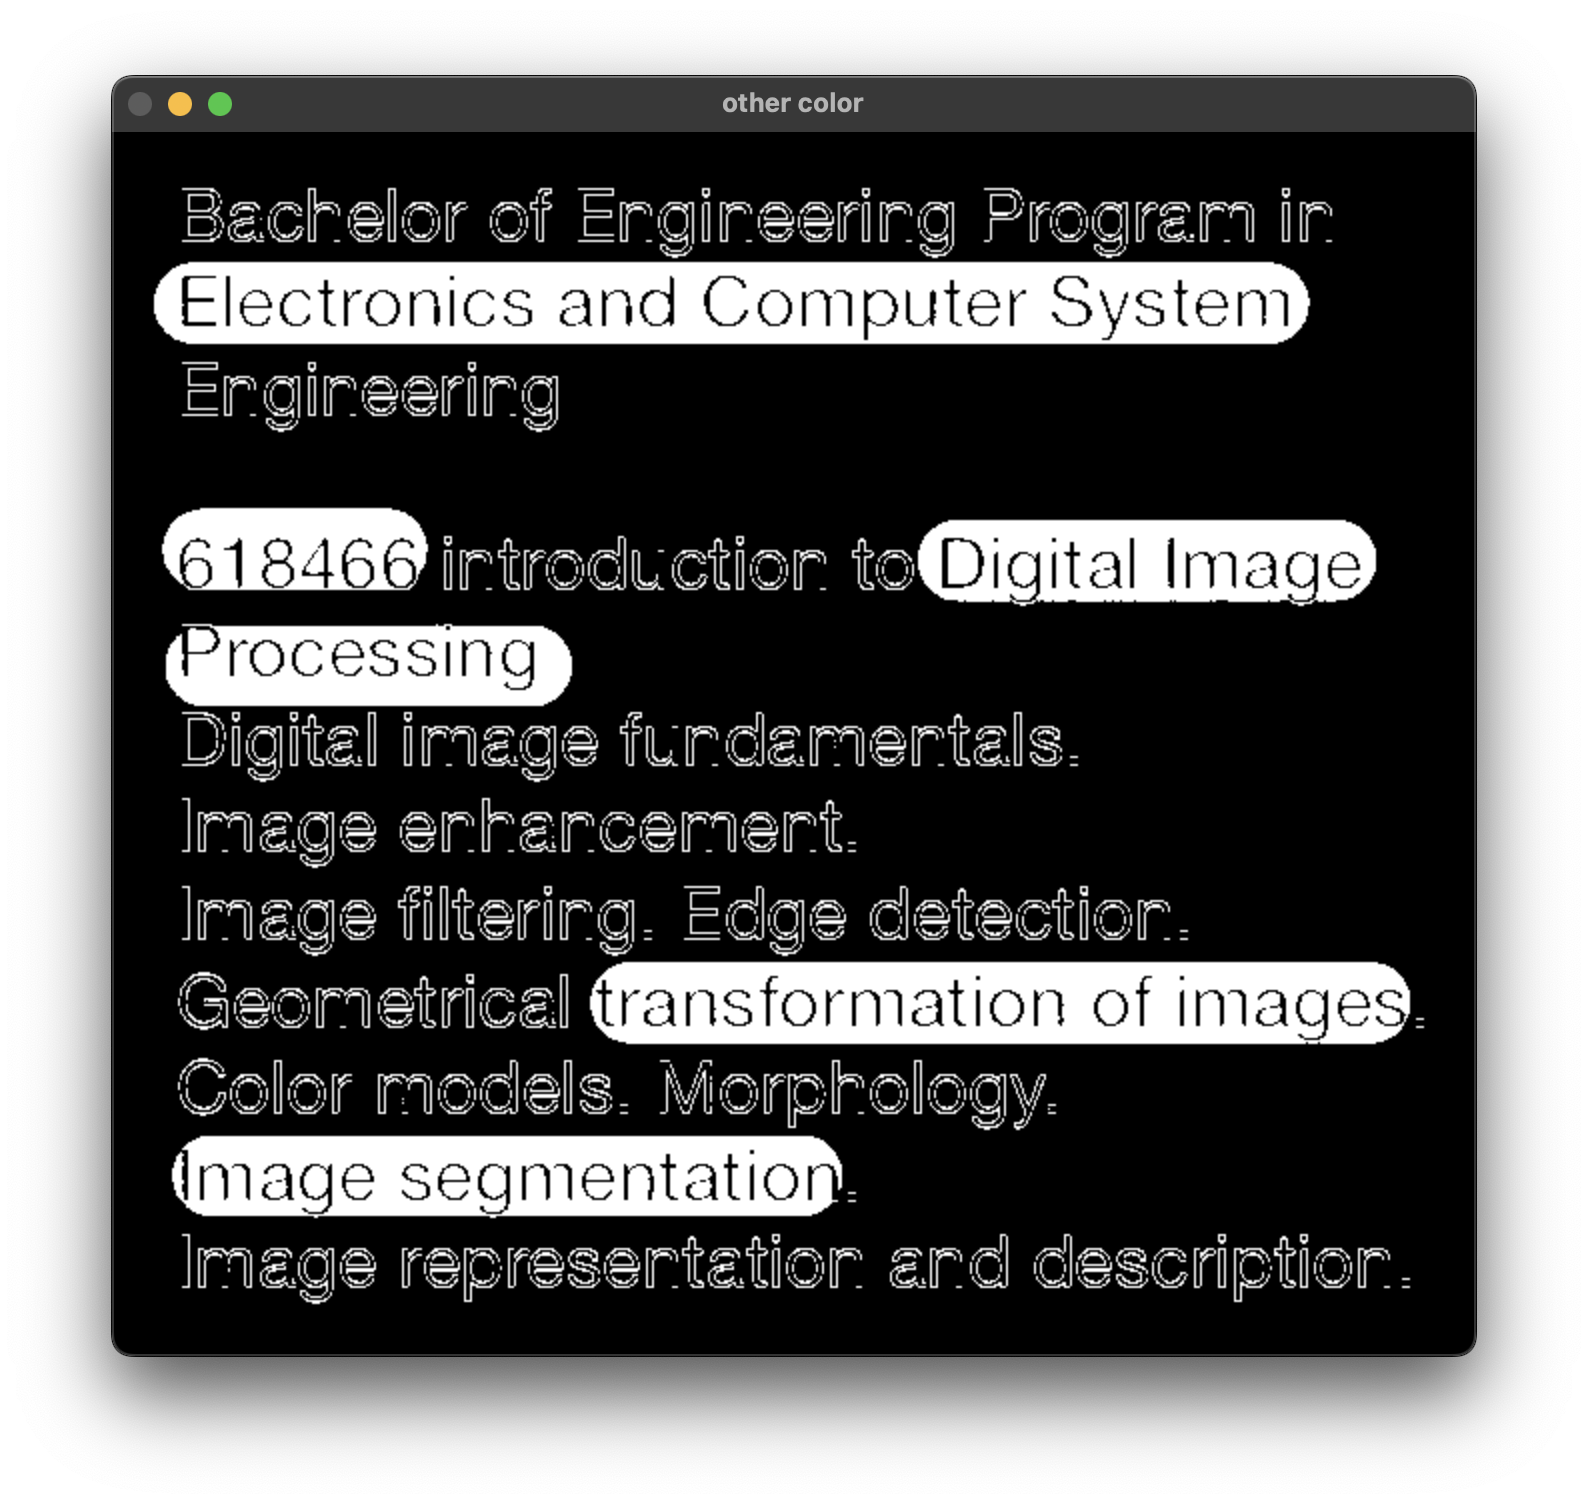 other color
Bachelor of Engineering Program in
Electronics and Computer System
Engineering
618466 introduction to Digital Image
Processing
Digital image fundamentals.
Image enhancement.
Image filtering. Edge detection.
Geometrical transformation of images.
Color models. Morphology.
Image segmentation.
Image representation and description.